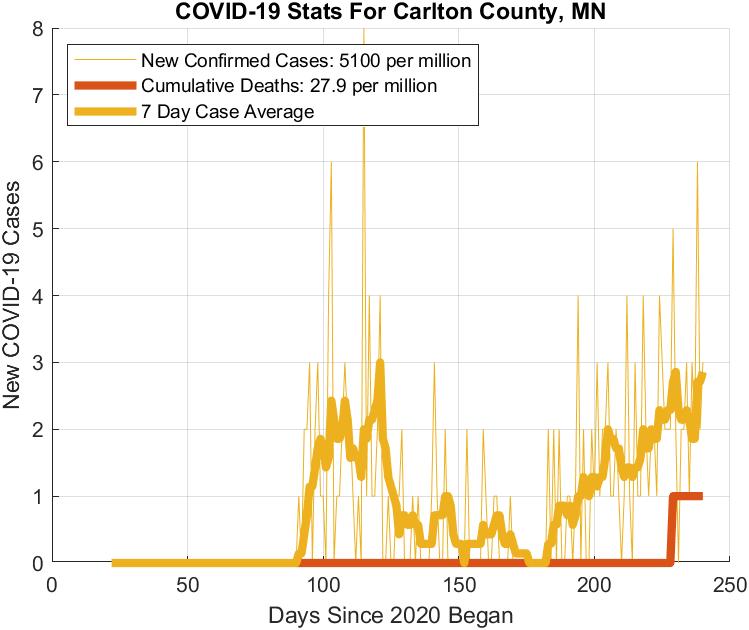 COVID-19 Stats For Carlton County, MN
New Confirmed Cases: 5100 per million
Cumulative Deaths: 27.9 per million
7 Day Case Average
New COVID-19 Cases
8
7
6
5
4
3
2
1
0
0 50 100 150 200 250
Days Since 2020 Began